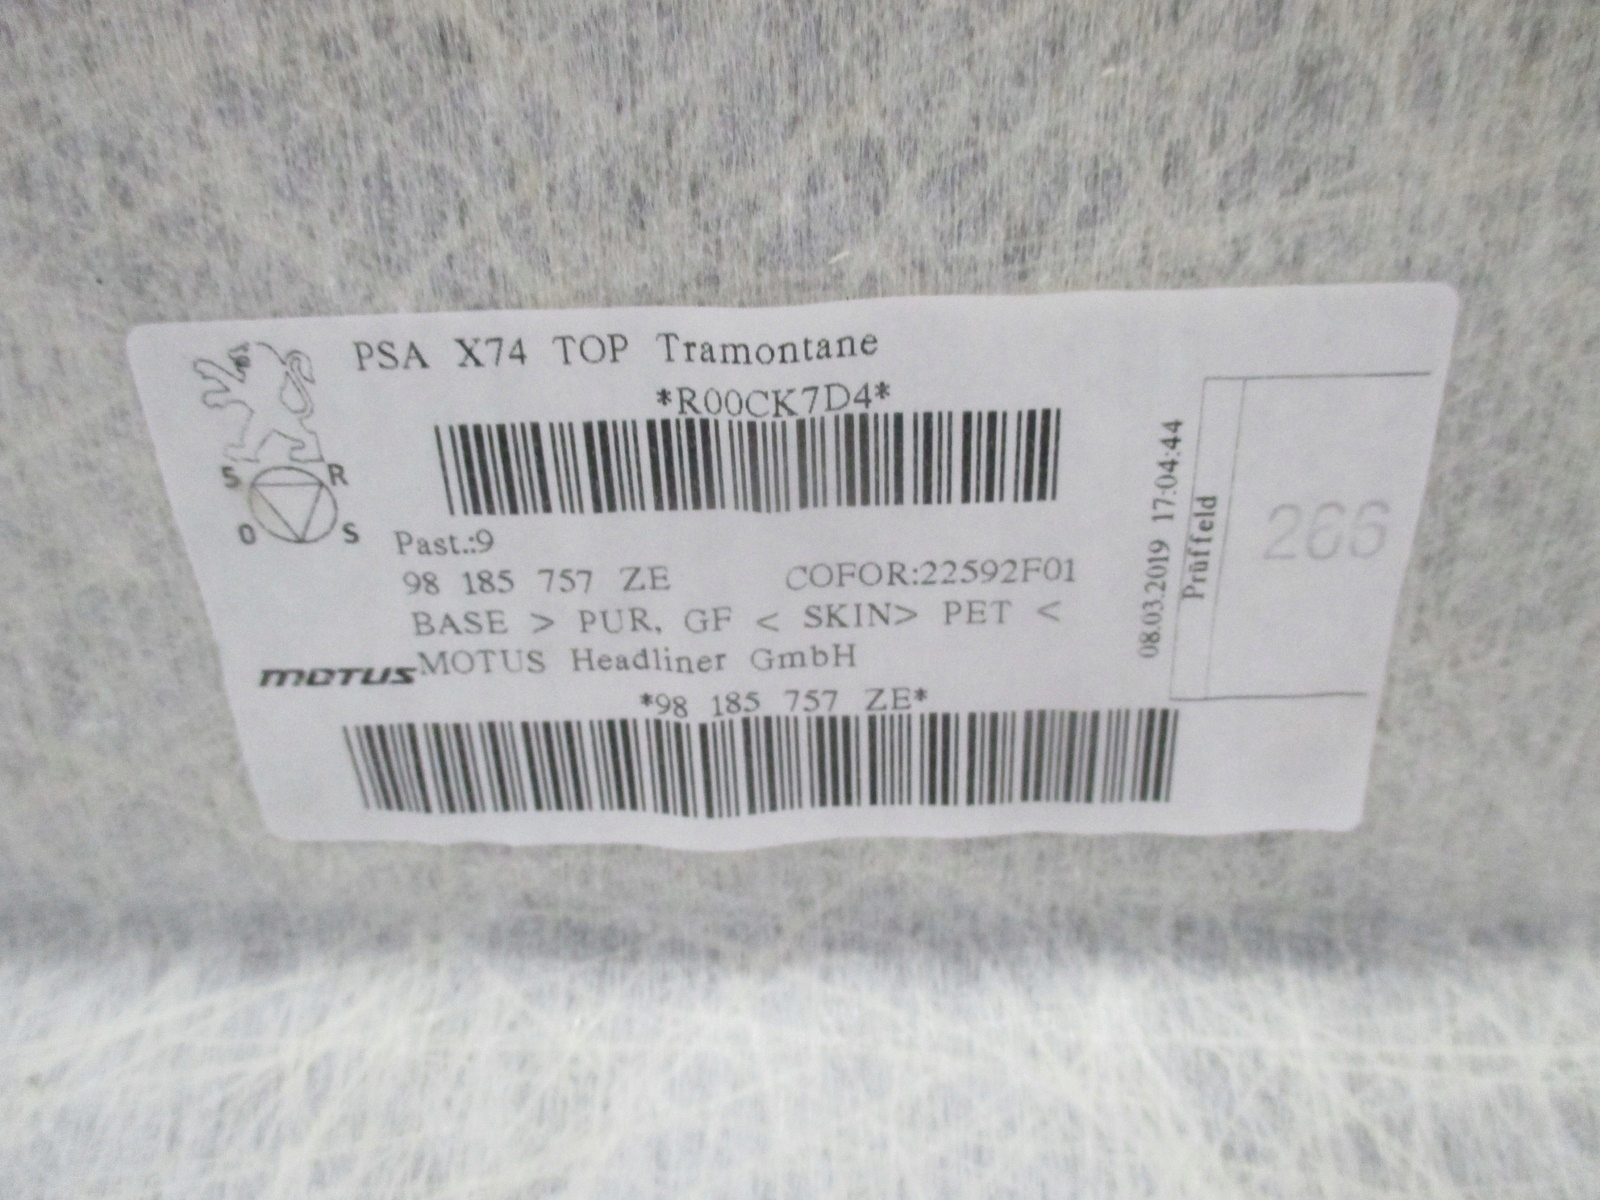 PSA X74 TOP Tramontane
*R00CK7D4*
S R
O S
Past.:9
98 185 757 ZE COFOR:22592F01
BASE > PUR, GF < SKIN> PET <
MOTUS MOTUS Headliner GmbH
*98 185 757 ZE*
08.03.2019 17:04:44
Prüffeld
266